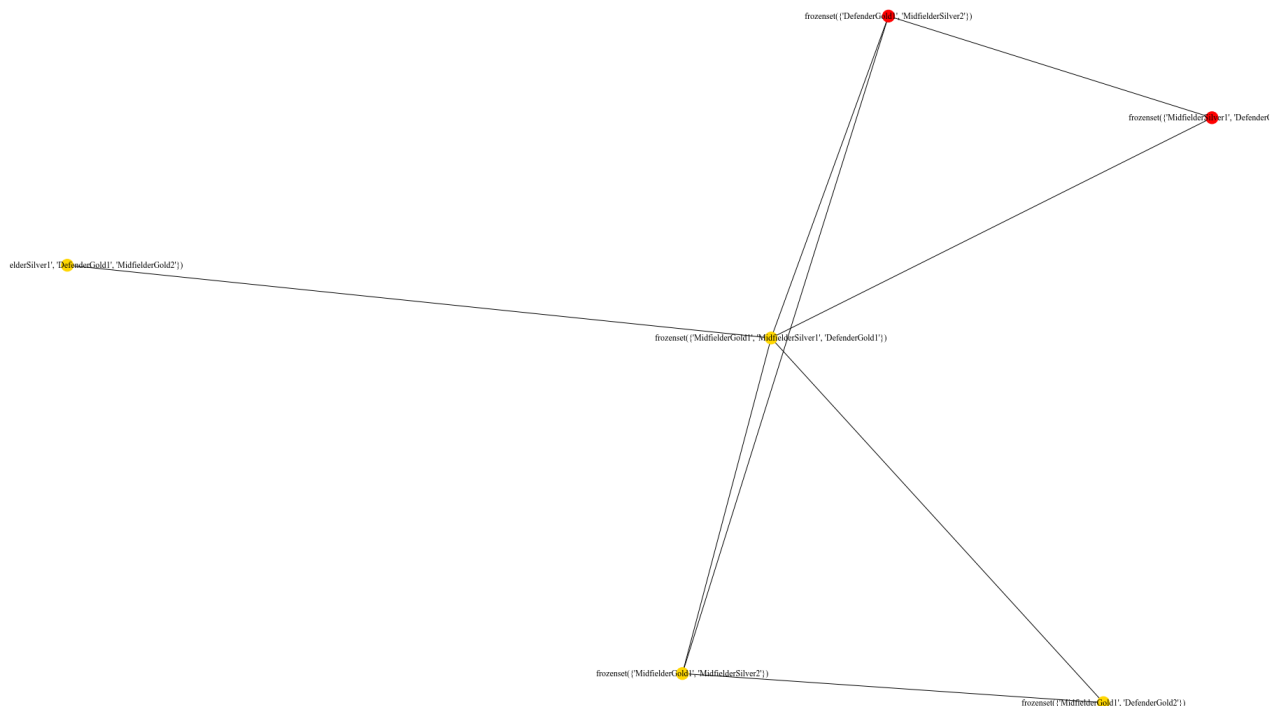 frozenset({'DefenderGold1', 'MidfielderSilver2'})
frozenset({'MidfielderSilver1', 'Defender
elderSilver1', 'DefenderGold1', 'MidfielderGold2'})
frozenset({'MidfielderGold1', 'MidfielderSilver1', 'DefenderGold1'})
frozenset({'MidfielderGold1', 'MidfielderSilver2'})
frozenset({'MidfielderGold1', 'DefenderGold2'})